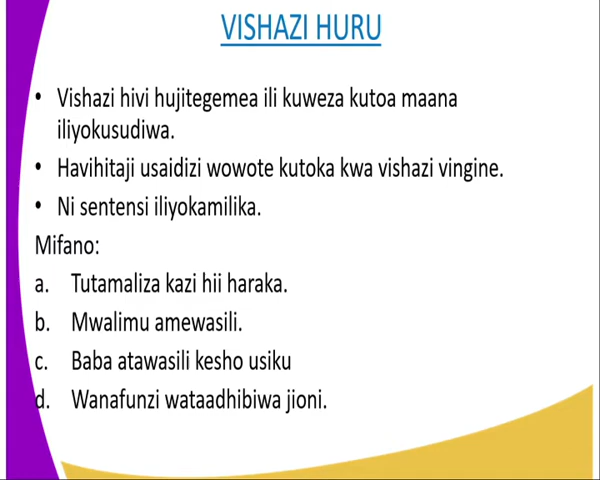 VISHAZI HURU
• Vishazi hivi hujitegemea ili kuweza kutoa maana
iliyokusudiwa.
• Havihitaji usaidizi wowote kutoka kwa vishazi vingine.
• Ni sentensi iliyokamilika.
Mifano:
a. Tutamaliza kazi hii haraka.
b. Mwalimu amewasili.
c. Baba atawasili kesho usiku
d. Wanafunzi wataadhibiwa jioni.